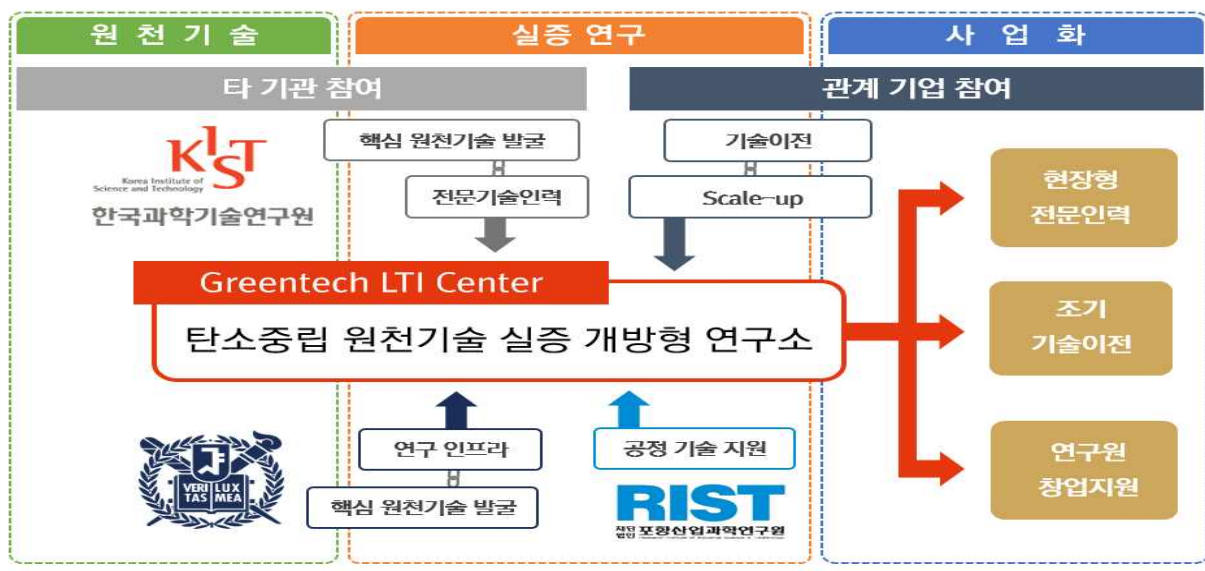 원 천 기 술
실증 연구
사 업 화
타 기관 참여
관계 기업 참여
KIST
Korea Institute of
Science and Technology
한국과학기술연구원
핵심 원천기술 발굴
전문기술인력
기술이전
Scale-up
현장형
전문인력
Greentech LTI Center
탄소중립 원천기술 실증 개방형 연구소
조기
기술이전
VERI LUX
TAS MEA
연구 인프라
핵심 원천기술 발굴
공정 기술 지원
RIST
재단
법인 포항산업과학연구원
연구원
창업지원